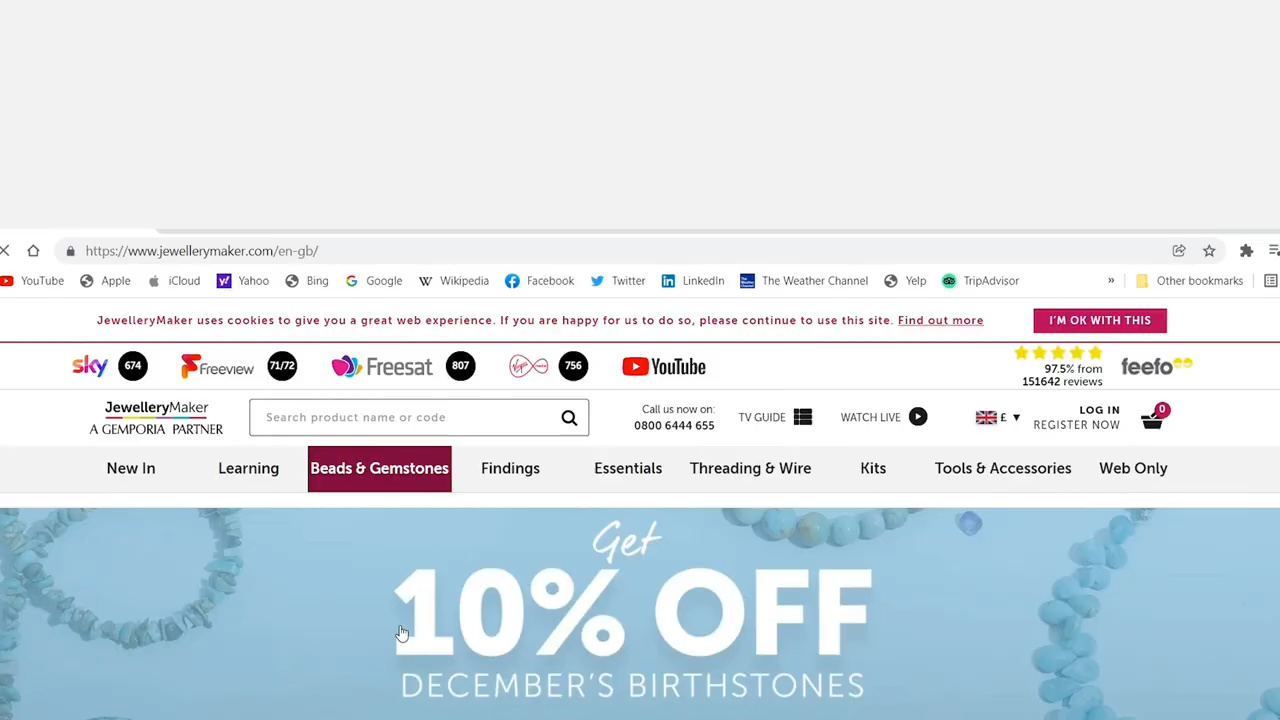 https://www.jewellerymaker.com/en-gb/
YouTube Apple iCloud Yahoo Bing Google Wikipedia Facebook Twitter LinkedIn The Weather Channel Yelp TripAdvisor » Other bookmarks
JewelleryMaker uses cookies to give you a great web experience. If you are happy for us to do so, please continue to use this site. Find out more I'M OK WITH THIS
sky 674 Freeview 71/72 Freesat 807 Virgin media 756 YouTube 97.5% from 151642 reviews feefo
JewelleryMaker
A GEMPORIA PARTNER
Search product name or code
Call us now on:
0800 6444 655
TV GUIDE WATCH LIVE £
LOG IN
REGISTER NOW
0
New In Learning Beads & Gemstones Findings Essentials Threading & Wire Kits Tools & Accessories Web Only
Get
10% OFF
DECEMBER'S BIRTHSTONES